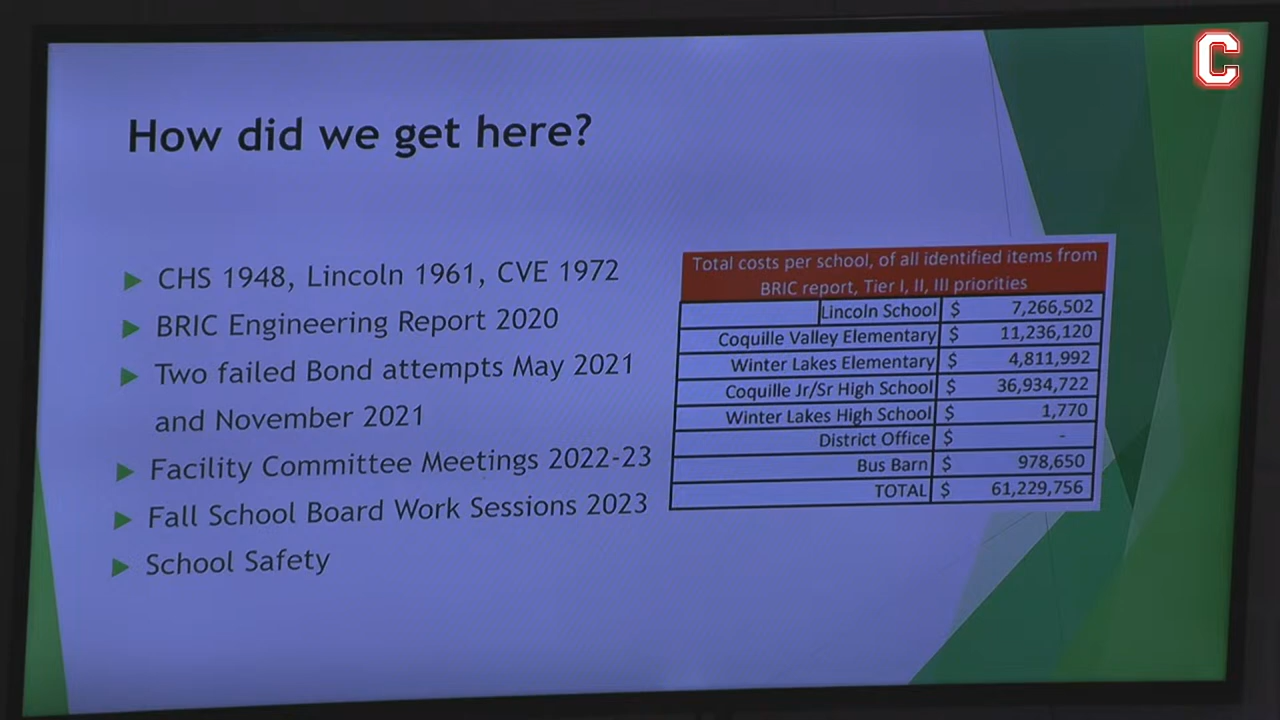 C
How did we get here?
CHS 1948, Lincoln 1961, CVE 1972
BRIC Engineering Report 2020
Two failed Bond attempts May 2021
and November 2021
Facility Committee Meetings 2022-23
Fall School Board Work Sessions 2023
School Safety
Total costs per school, of all identified items from
BRIC report, Tier I, II, III priorities
Lincoln School $ 7,266,502
Coquille Valley Elementary $ 11,236,120
Winter Lakes Elementary $ 4,811,992
Coquille Jr/Sr High School $ 36,934,722
Winter Lakes High School $ 1,770
District Office $ -
Bus Barn $ 978,650
TOTAL $ 61,229,756